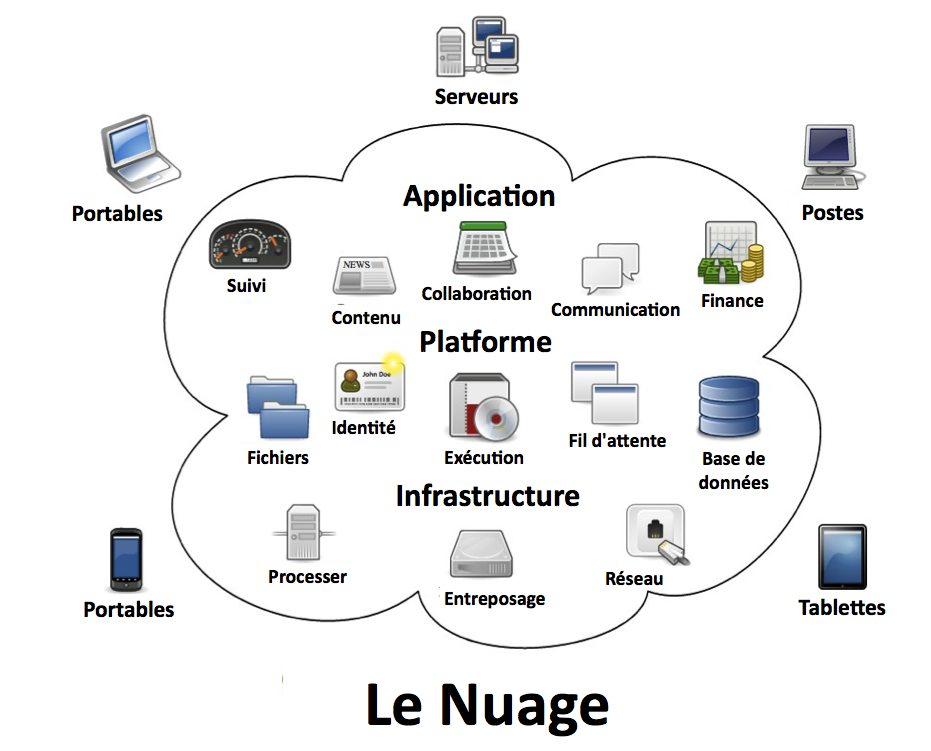 Serveurs
Portables
Postes
Application
Suivi
NEWS
Contenu
Collaboration
Communication
Finance
Platforme
John Doe
Identité
Fichiers
Exécution
Fil d'attente
Base de
données
Infrastructure
Processer
Entreposage
Réseau
Portables
Tablettes
Le Nuage